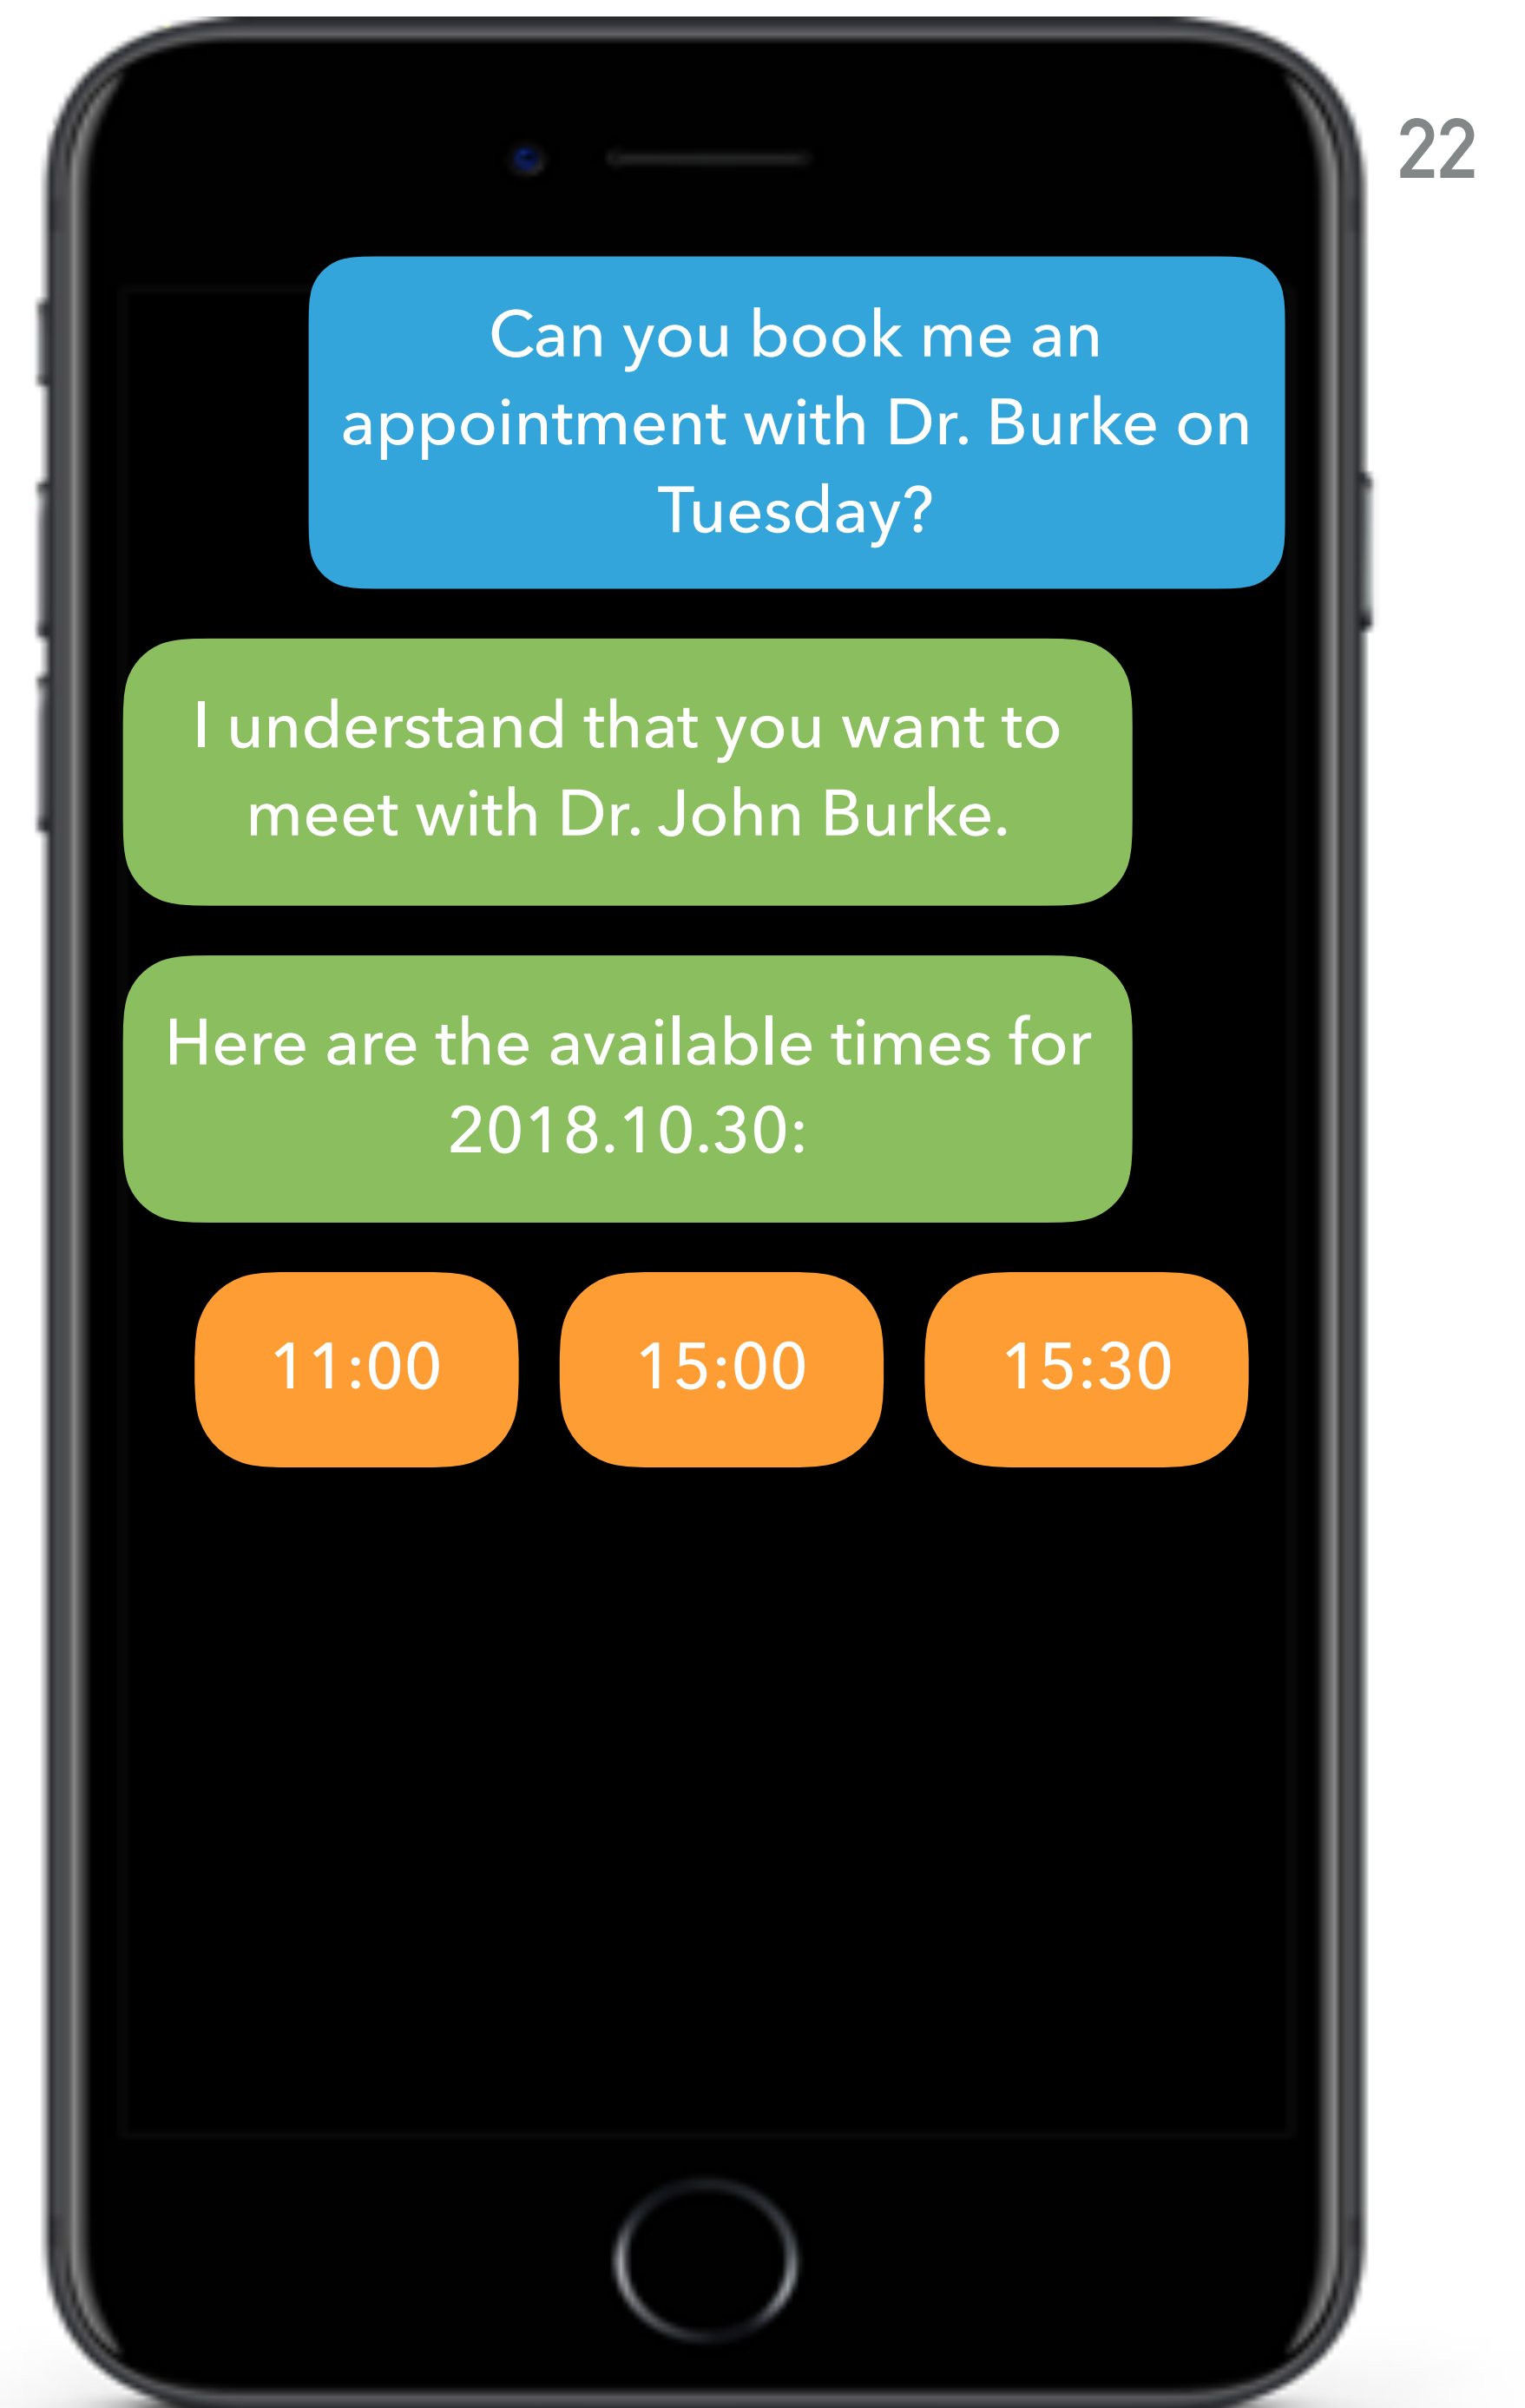 22
Can you book me an
appointment with Dr. Burke on
Tuesday?
I understand that you want to
meet with Dr. John Burke.
Here are the available times for
2018.10.30:
11:00 15:00 15:30